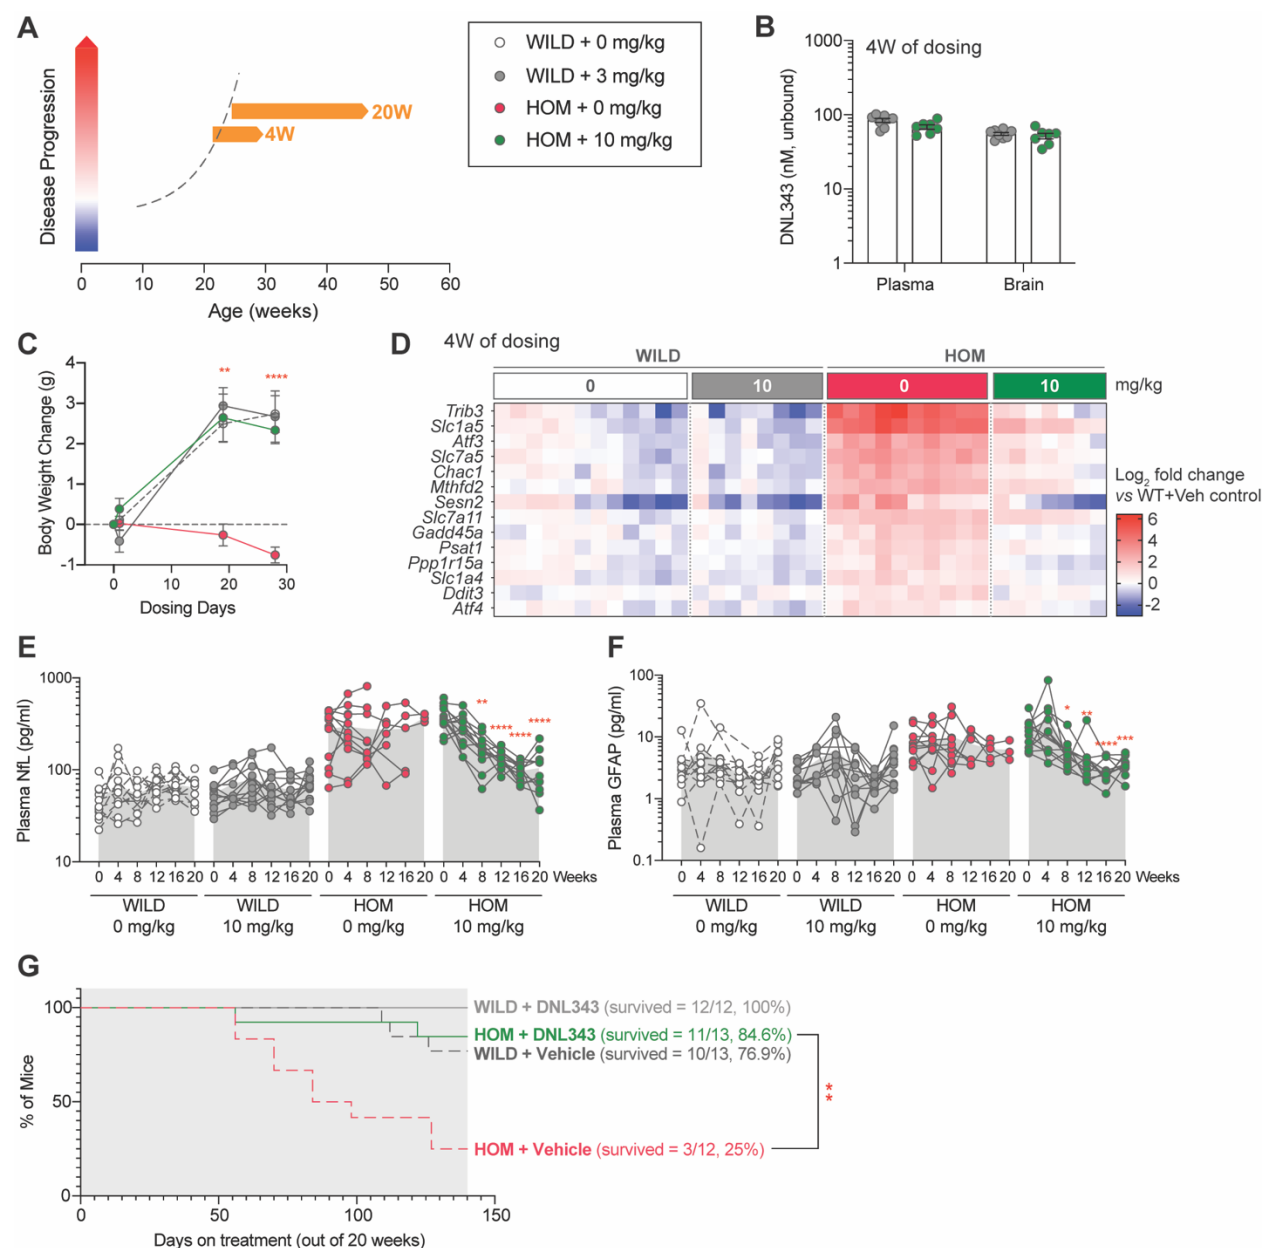 A
Disease Progression
20W
4W
0 10 20 30 40 50 60
Age (weeks)
WILD + 0 mg/kg
WILD + 3 mg/kg
HOM + 0 mg/kg
HOM + 10 mg/kg
B
4W of dosing
DNL343 (nM, unbound)
1000
100
10
1
Plasma Brain
C
Body Weight Change (g)
4
3
2
1
0
-1
** ****
0 10 20 30
Dosing Days
D
4W of dosing
WILD HOM
0 10 0 10 mg/kg
Trib3
Slc1a5
Atf3
Slc7a5
Chac1
Mthfd2
Sesn2
Slc7a11
Gadd45a
Psat1
Ppp1r15a
Slc1a4
Ddit3
Atf4
Log2 fold change
vs WT+Veh control
6
4
2
0
-2
E
Plasma NfL (pg/ml)
1000
100
10
** **** **** ****
0 4 8 12 16 20 0 4 8 12 16 20 0 4 8 12 16 20 0 4 8 12 16 20 Weeks
WILD WILD HOM HOM
0 mg/kg 10 mg/kg 0 mg/kg 10 mg/kg
F
Plasma GFAP (pg/ml)
100
10
1
0.1
* ** **** ***
0 4 8 12 16 20 0 4 8 12 16 20 0 4 8 12 16 20 0 4 8 12 16 20 Weeks
WILD WILD HOM HOM
0 mg/kg 10 mg/kg 0 mg/kg 10 mg/kg
G
% of Mice
100
50
0
WILD + DNL343 (survived = 12/12, 100%)
HOM + DNL343 (survived = 11/13, 84.6%)
WILD + Vehicle (survived = 10/13, 76.9%)
**
HOM + Vehicle (survived = 3/12, 25%)
0 50 100 150
Days on treatment (out of 20 weeks)